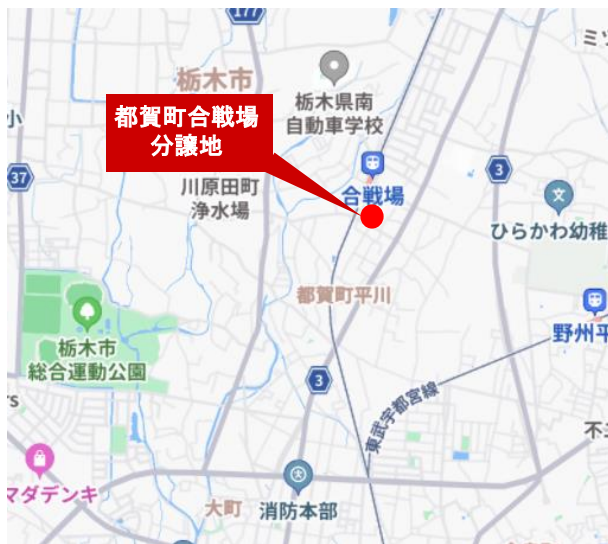 177
ミツ
栃木市
栃木県南
自動車学校
都賀町合戦場
分譲地
小
37
3
合戦場
川原田町
浄水場
ひらかわ幼稚
都賀町平川
野州平
栃木市
総合運動公園
3
東武宇都宮線
rs
マダデンキ
大町
消防本部